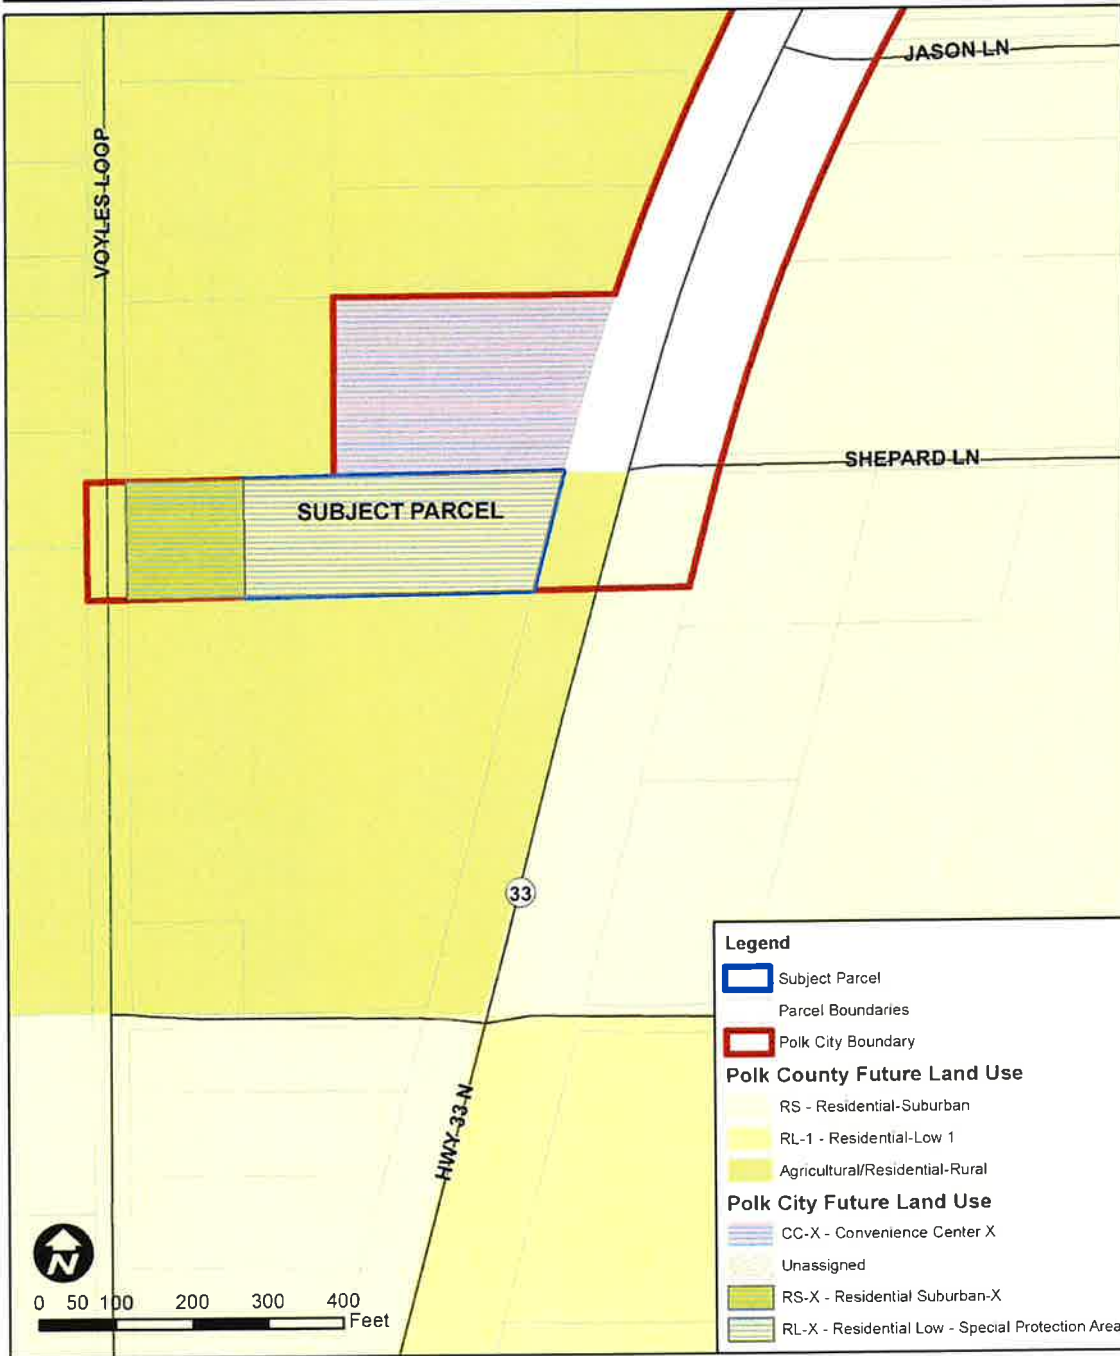 JASON LN
VOYLES LOOP
SHEPARD LN
SUBJECT PARCEL
33
HWY 33 N
Legend
Subject Parcel
Parcel Boundaries
Polk City Boundary
Polk County Future Land Use
RS - Residential-Suburban
RL-1 - Residential-Low 1
Agricultural/Residential-Rural
Polk City Future Land Use
CC-X - Convenience Center X
Unassigned
RS-X - Residential Suburban-X
RL-X - Residential Low - Special Protection Area
N
0 50 100 200 300 400
Feet